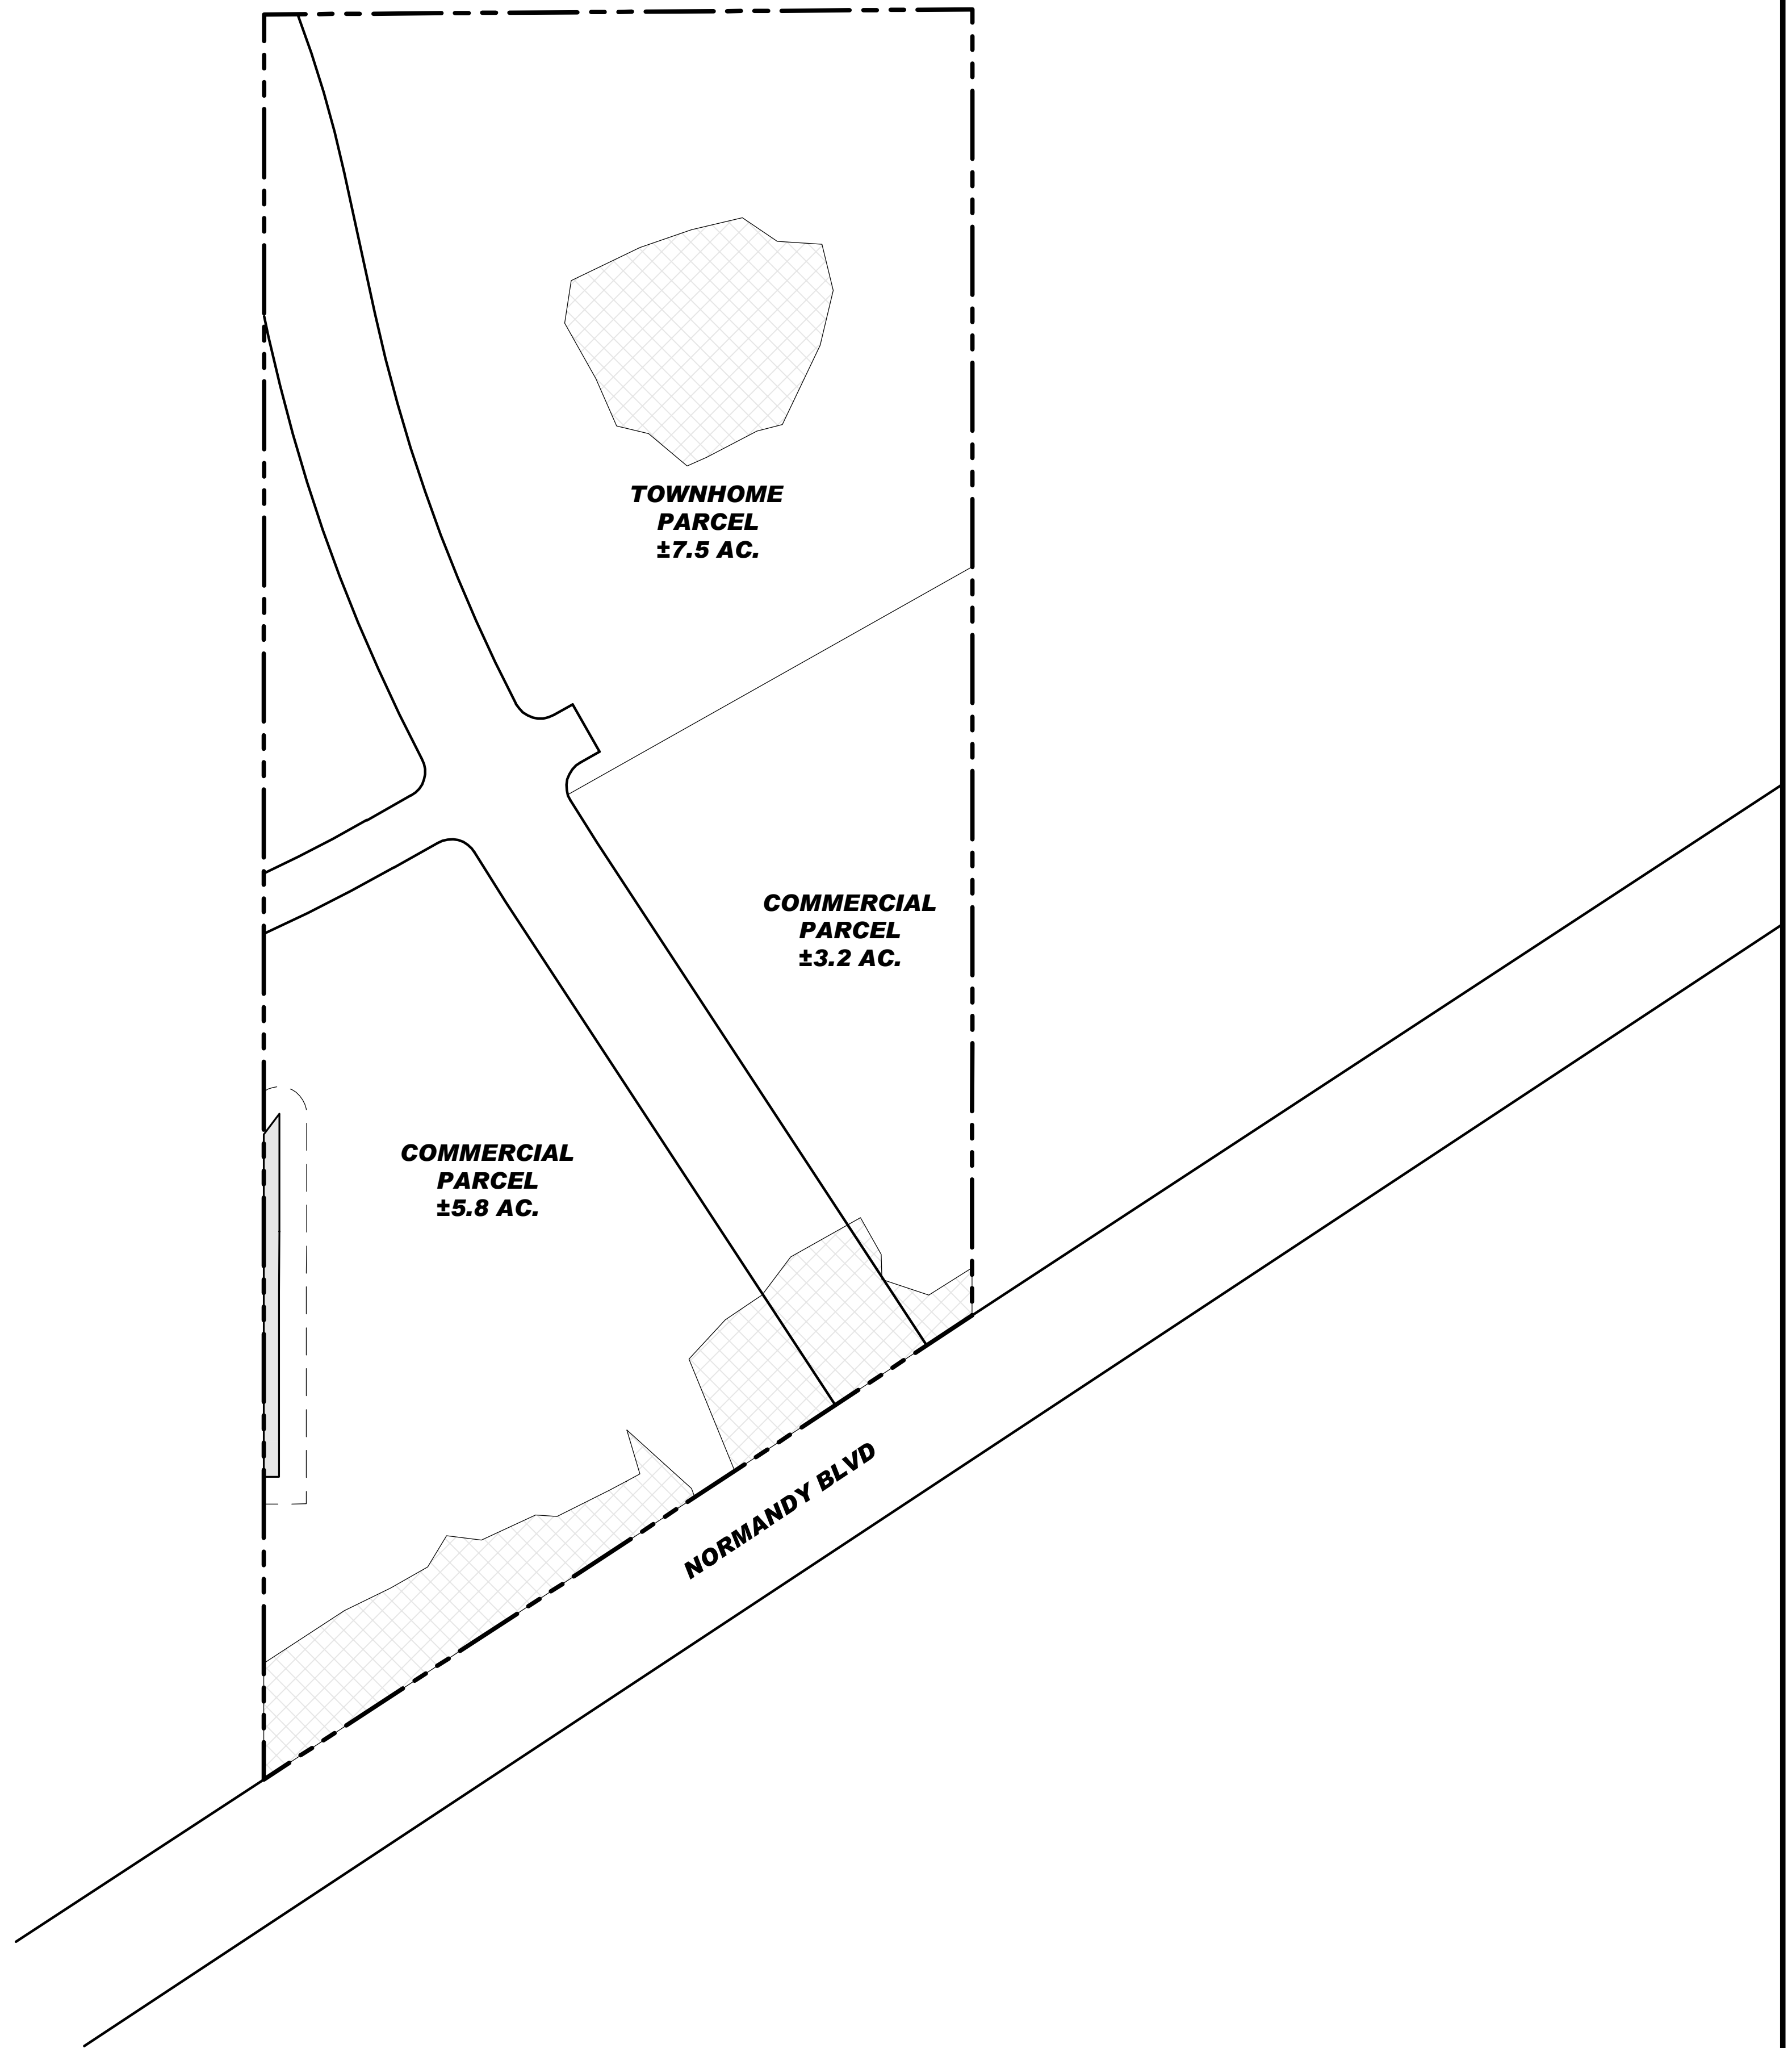 TOWNHOME
PARCEL
±7.5 AC.
COMMERCIAL
PARCEL
±3.2 AC.
COMMERCIAL
PARCEL
±5.8 AC.
NORMANDY BLVD